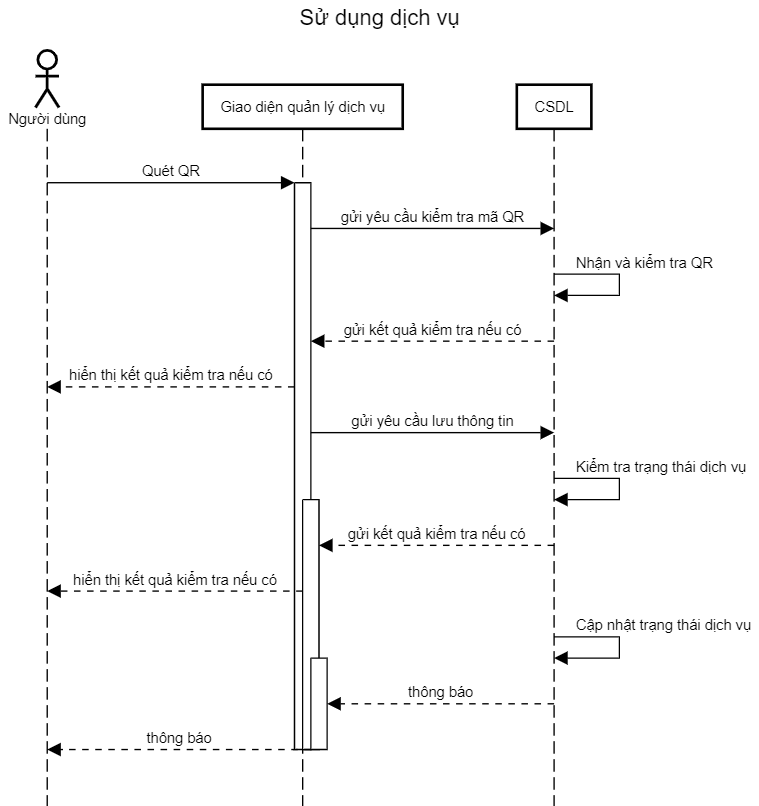 Sử dụng dịch vụ
Người dùng
Giao diện quản lý dịch vụ
CSDL
Quét QR
gửi yêu cầu kiểm tra mã QR
Nhận và kiểm tra QR
gửi kết quả kiểm tra nếu có
hiển thị kết quả kiểm tra nếu có
gửi yêu cầu lưu thông tin
Kiểm tra trạng thái dịch vụ
gửi kết quả kiểm tra nếu có
hiển thị kết quả kiểm tra nếu có
Cập nhật trạng thái dịch vụ
thông báo
thông báo